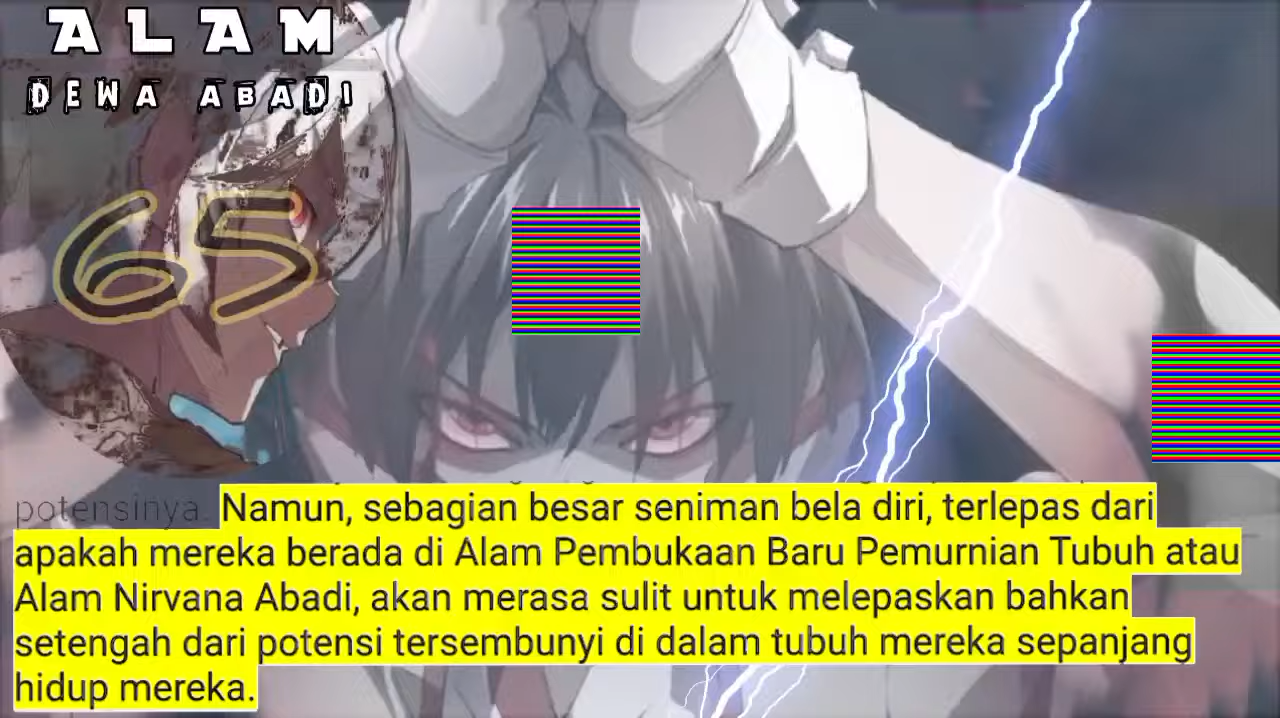 ALAM
DEWA ABADI
65
potensinya. Namun, sebagian besar seniman bela diri, terlepas dari
apakah mereka berada di Alam Pembukaan Baru Pemurnian Tubuh atau
Alam Nirvana Abadi, akan merasa sulit untuk melepaskan bahkan
setengah dari potensi tersembunyi di dalam tubuh mereka sepanjang
hidup mereka.